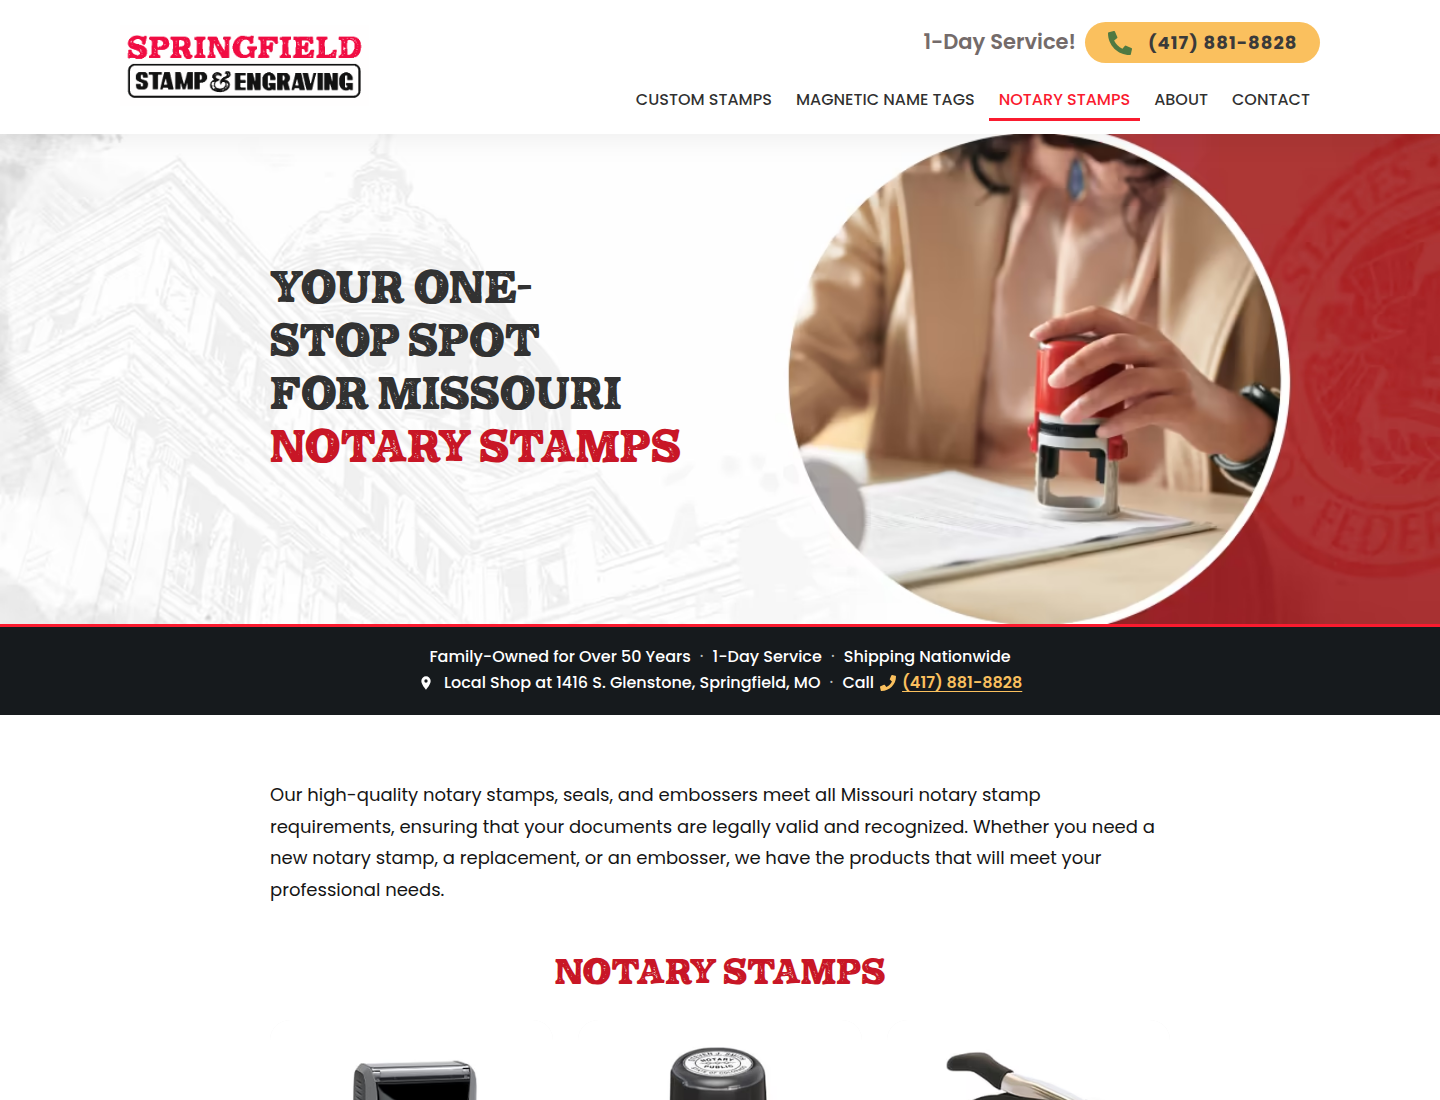 SPRINGFIELD
STAMP & ENGRAVING
1-Day Service!
(417) 881-8828
CUSTOM STAMPS
MAGNETIC NAME TAGS
NOTARY STAMPS
ABOUT
CONTACT
YOUR ONE-
STOP SPOT
FOR MISSOURI
NOTARY STAMPS
STATES
FEDER
Family-Owned for Over 50 Years · 1-Day Service · Shipping Nationwide
Local Shop at 1416 S. Glenstone, Springfield, MO · Call (417) 881-8828
Our high-quality notary stamps, seals, and embossers meet all Missouri notary stamp
requirements, ensuring that your documents are legally valid and recognized. Whether you need a
new notary stamp, a replacement, or an embosser, we have the products that will meet your
professional needs.
NOTARY STAMPS
NOTARY
PUBLIC